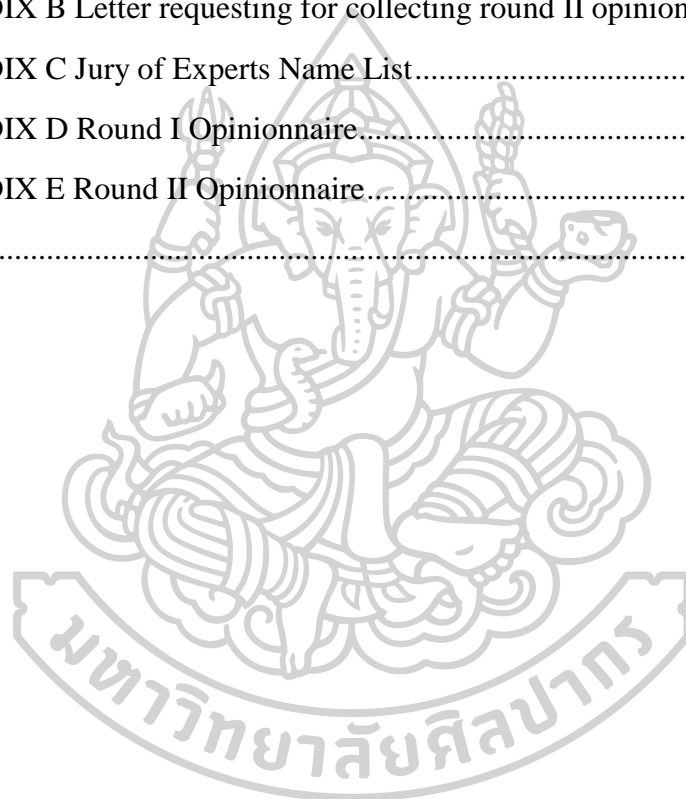 DIX B Letter requesting for collecting round II opinion
DIX C Jury of Experts Name List........................................
DIX D Round I Opinionnaire...............................................
DIX E Round II Opinionnaire..............................................
.............................................................................................
มหาวิทยาลัยศิลปากร